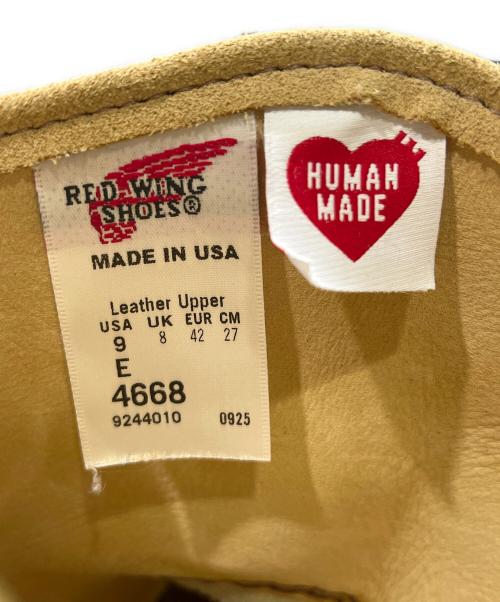 RED WING
SHOES®
MADE IN USA
Leather Upper
USA UK EUR CM
9 8 42 27
E
4668
9244010 0925
HUMAN
MADE